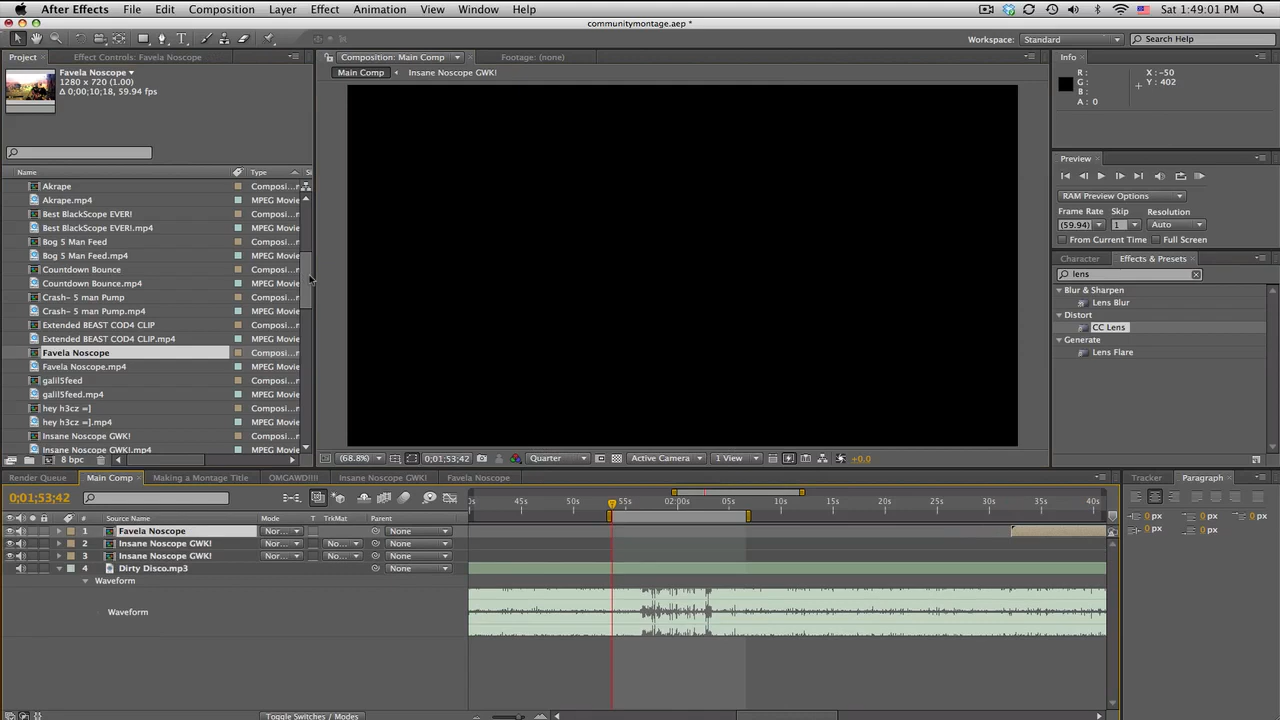 After Effects File Edit Composition Layer Effect Animation View Window Help Sat 1:49:01 PM
communitymontage.aep *
Workspace: Standard Search Help
Project Effect Controls: Favela Noscope Composition: Main Comp Footage: (none) Info
Favela Noscope Main Comp Insane Noscope GWK! R : X : -50
1280 x 720 (1.00) G : Y : 402
Δ 0;00;10;18, 59.94 fps B :
A : 0
Preview
Name Type Si
Akrape Composi...n
Akrape.mp4 MPEG Movie RAM Preview Options
Best BlackScope EVER! Composi...n Frame Rate Skip Resolution
Best BlackScope EVER!.mp4 MPEG Movie (59.94) 1 Auto
Bog 5 Man Feed Composi...n From Current Time Full Screen
Bog 5 Man Feed.mp4 MPEG Movie Character Effects & Presets
Countdown Bounce Composi...n lens
Countdown Bounce.mp4 MPEG Movie Blur & Sharpen
Crash- 5 man Pump Composi...n Lens Blur
Crash- 5 man Pump.mp4 MPEG Movie Distort
Extended BEAST COD4 CLIP Composi...n CC Lens
Extended BEAST COD4 CLIP.mp4 MPEG Movie Generate
Favela Noscope Composi...n Lens Flare
Favela Noscope.mp4 MPEG Movie
galil5feed Composi...n
galil5feed.mp4 MPEG Movie
hey h3cz =] Composi...n
hey h3cz =].mp4 MPEG Movie
Insane Noscope GWK! Composi...n
Insane Noscope GWK!.mp4 MPEG Movie
8 bpc (68.8%) 0;01;53;42 Quarter Active Camera 1 View +0.0
Render Queue Main Comp Making a Montage Title OMGAWD!!!! Insane Noscope GWK! Favela Noscope Tracker Paragraph
0;01;53;42 0s 45s 50s 55s 2:00s 05s 10s 15s 20s 25s 30s 35s 40s 0 px 0 px 0 px
# Source Name Mode T TrkMat Parent 0 px 0 px
1 Favela Noscope Nor... None
2 Insane Noscope GWK! Nor... No... None
3 Insane Noscope GWK! Nor... No... None
4 Dirty Disco.mp3 None
Waveform
Waveform
Toggle Switches / Modes